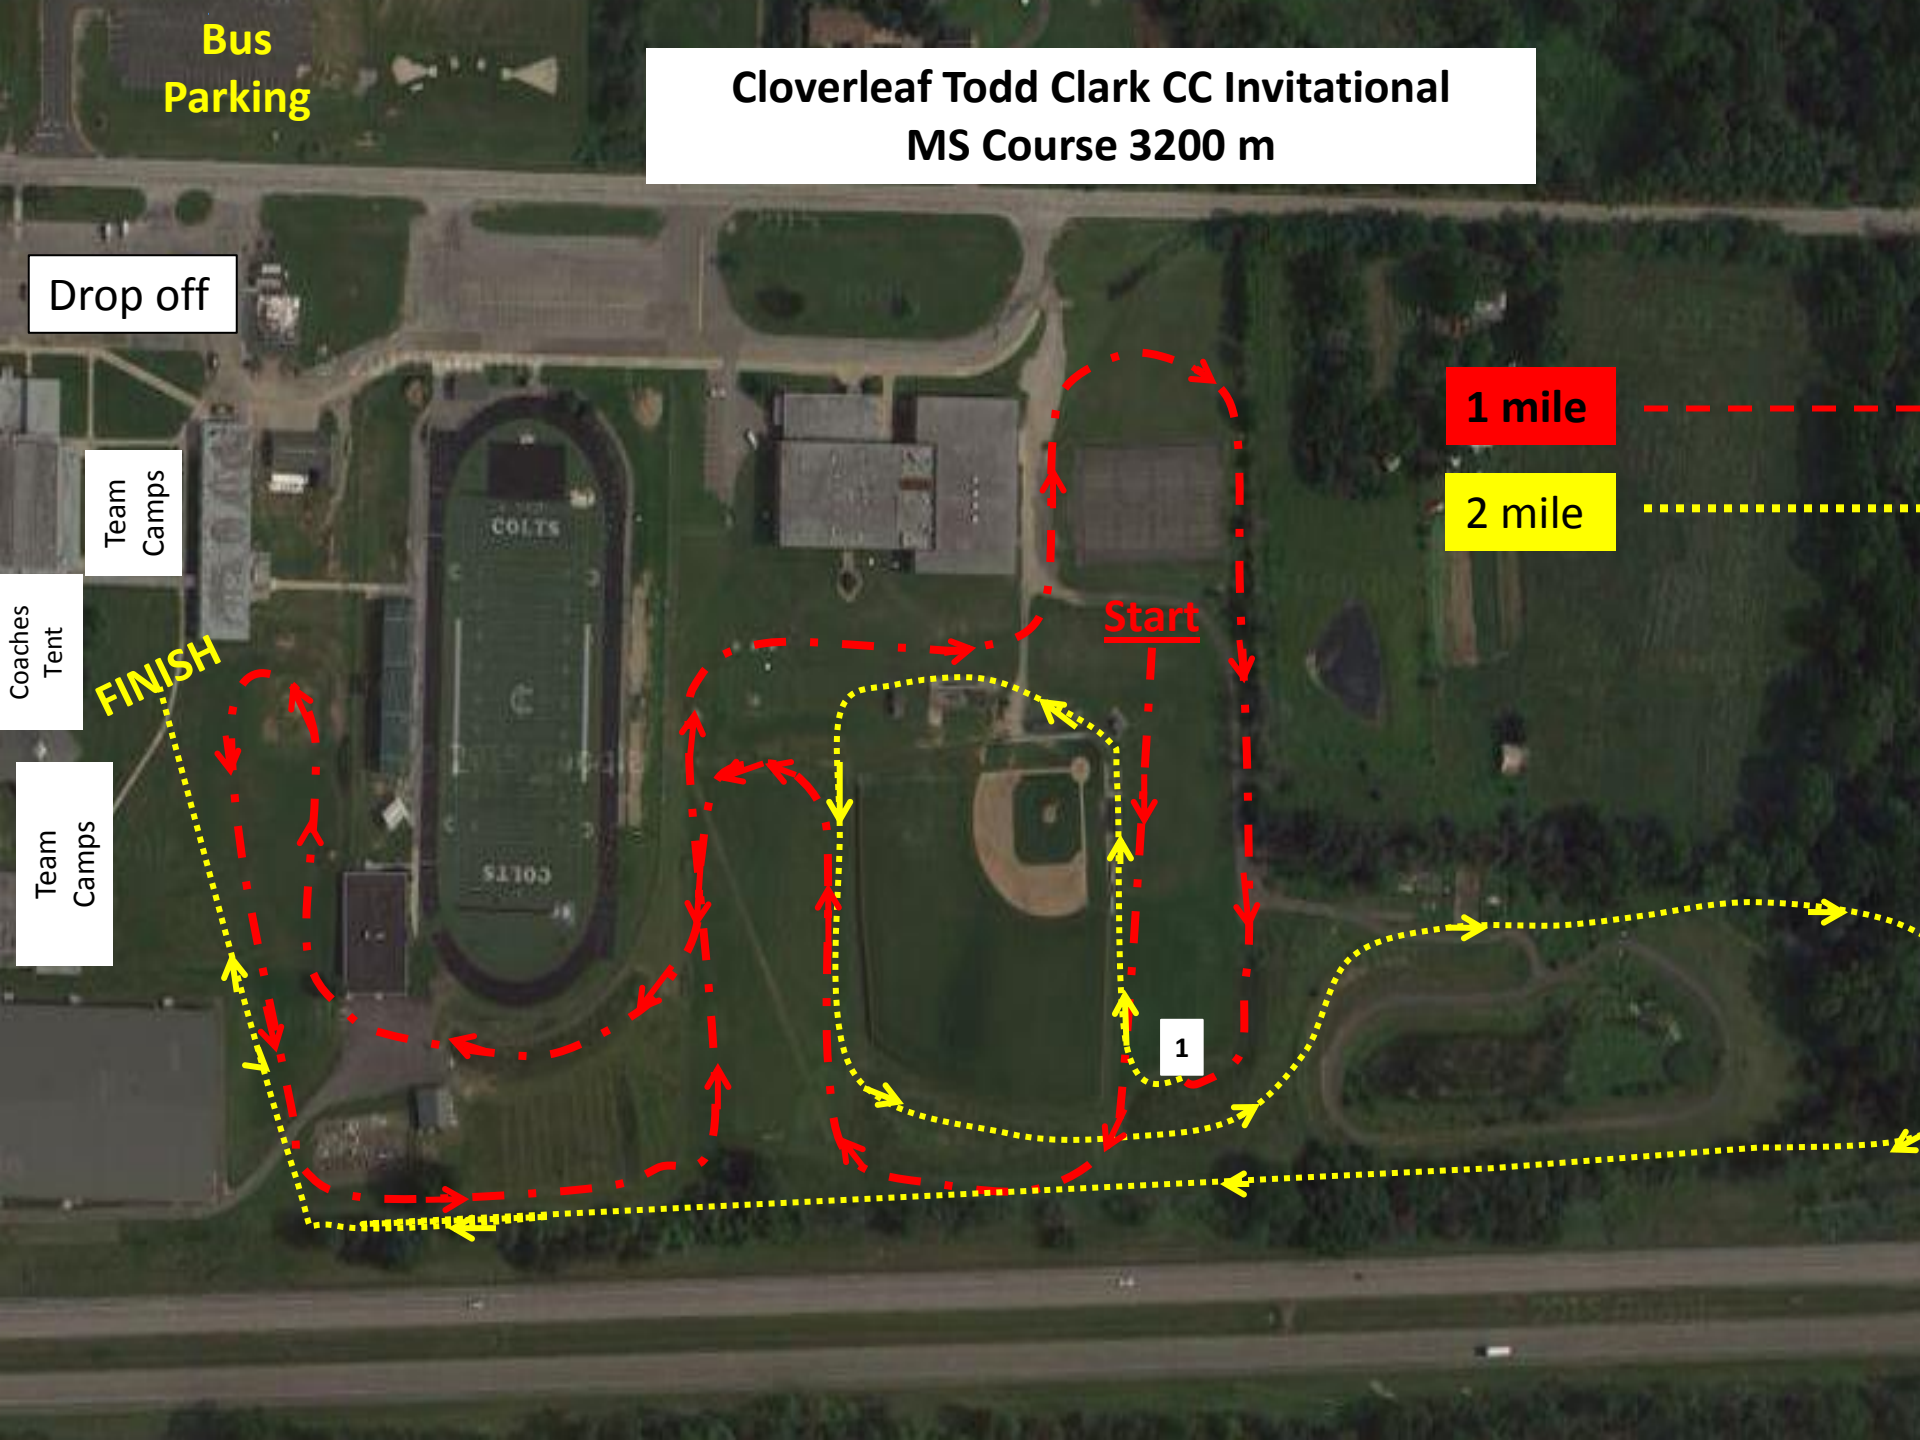 Bus
Parking
Cloverleaf Todd Clark CC Invitational
MS Course 3200 m
Drop off
1 mile
2 mile
Team
Camps
COLTS
Coaches
Tent
Start
FINISH
Team
Camps
COLTS
1